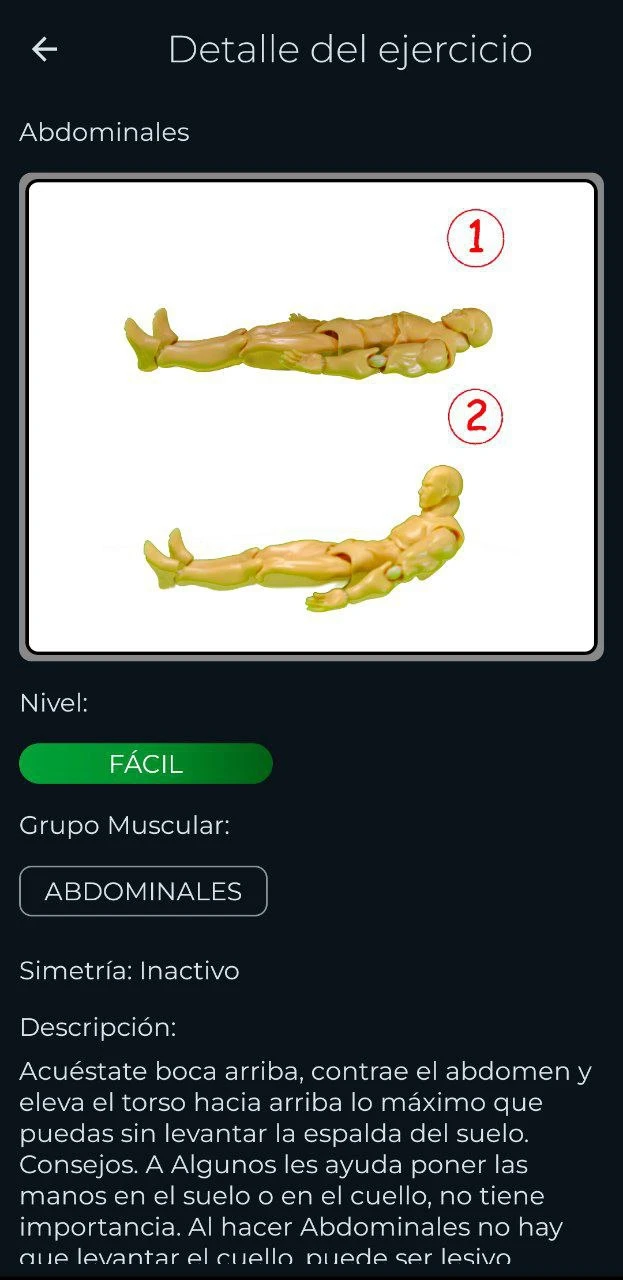 Detalle del ejercicio
Abdominales
1
2
Nivel:
FÁCIL
Grupo Muscular:
ABDOMINALES
Simetría: Inactivo
Descripción:
Acuéstate boca arriba, contrae el abdomen y
eleva el torso hacia arriba lo máximo que
puedas sin levantar la espalda del suelo.
Consejos. A Algunos les ayuda poner las
manos en el suelo o en el cuello, no tiene
importancia. Al hacer Abdominales no hay
que levantar el cuello, puede ser lesivo